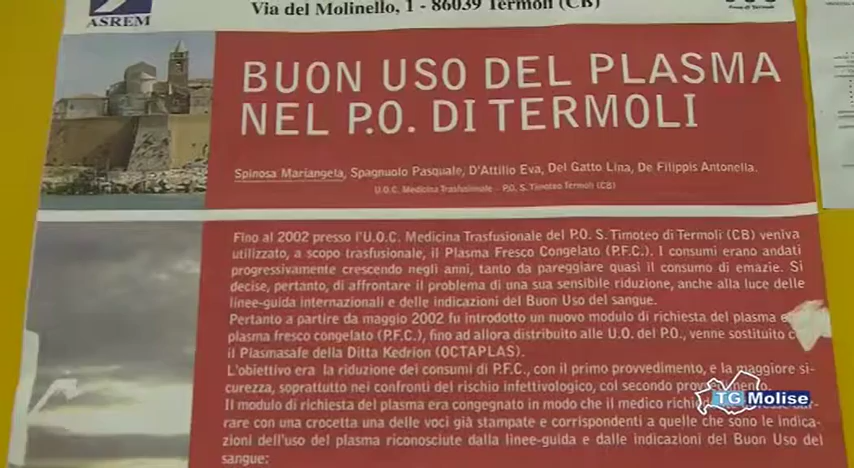 ASREM
Via del Molinello, 1 - 86039 Termoli (CB)
BUON USO DEL PLASMA
NEL P.O. DI TERMOLI
Spinosa Mariangela, Spagnuolo Pasquale, D'Attilio Eva, Del Gatto Lina, De Filippis Antonella.
U.O.C. Medicina Trasfusionale - P.O. S. Timoteo Termoli (CB)
Fino al 2002 presso l'U.O.C. Medicina Trasfusionale del P.O. S. Timoteo di Termoli (CB) veniva
utilizzato, a scopo trasfusionale, il Plasma Fresco Congelato (P.F.C.). I consumi erano andati
progressivamente crescendo negli anni, tanto da pareggiare quasi il consumo di emazie. Si
decise, pertanto, di affrontare il problema di una sua sensibile riduzione, anche alla luce delle
linee-guida internazionali e delle indicazioni del Buon Uso del sangue.
Pertanto a partire da maggio 2002 fu introdotto un nuovo modulo di richiesta del plasma e
plasma fresco congelato (P.F.C.), fino ad allora distribuito alle U.O. del P.O., venne sostituito c
il Plasmasafe della Ditta Kedrion (OCTAPLAS).
L'obiettivo era la riduzione dei consumi di P.F.C., con il primo provvedimento, e la maggiore si-
curezza, soprattutto nei confronti del rischio infettivologico, col secondo provvedimento.
Il modulo di richiesta del plasma era congegnato in modo che il medico
rare con una crocetta una delle voci già stampate e corrispondenti a quelle che sono le indica-
zioni dell'uso del plasma riconosciute dalla linee-guida e dalle indicazioni del Buon Uso del
sangue:
TG Molise